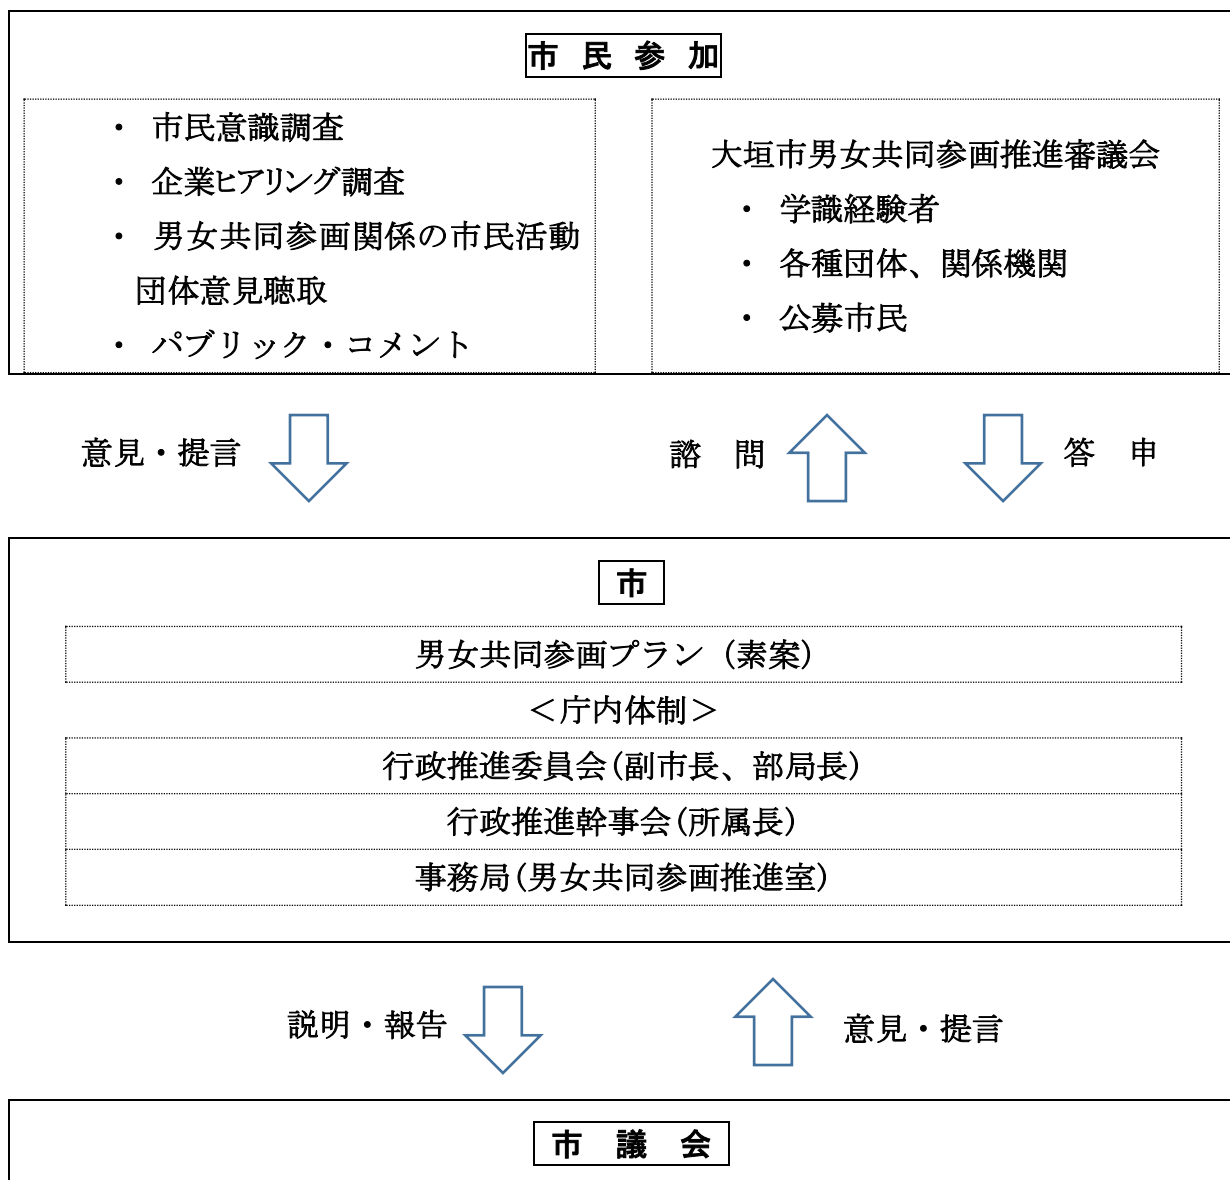 市 民 参 加
・ 市民意識調査
・ 企業ヒアリング調査
・ 男女共同参画関係の市民活動
団体意見聴取
・ パブリック・コメント
大垣市男女共同参画推進審議会
・ 学識経験者
・ 各種団体、関係機関
・ 公募市民
意見・提言
諮 問
答 申
市
男女共同参画プラン（素案）
＜庁内体制＞
行政推進委員会(副市長、部局長)
行政推進幹事会(所属長)
事務局(男女共同参画推進室)
説明・報告
意見・提言
市 議 会